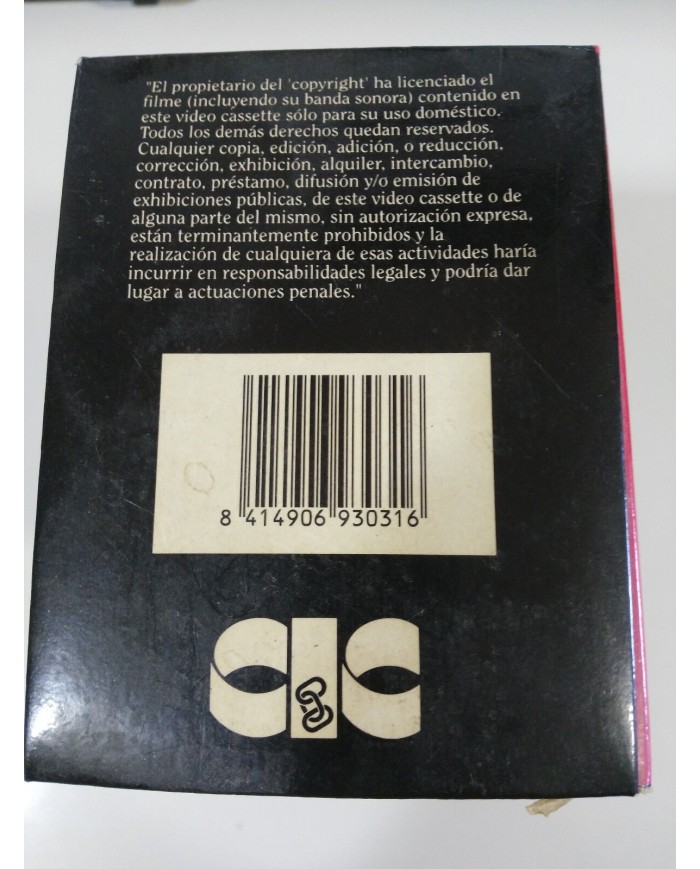 "El propietario del 'copyright' ha licenciado el
filme (incluyendo su banda sonora) contenido en
este video cassette sólo para su uso doméstico.
Todos los demás derechos quedan reservados.
Cualquier copia, edición, adición, o reducción.
corrección, exhibición, alquiler, intercambio,
contrato, préstamo, difusión y/o emisión de
exhibiciones públicas, de este video cassette o de
alguna parte del mismo, sin autorización expresa,
están terminantemente prohibidos y la
realización de cualquiera de esas actividades haría
incurrir en responsabilidades legales y podría dar
lugar a actuaciones penales."
8 414906 930316
CIC